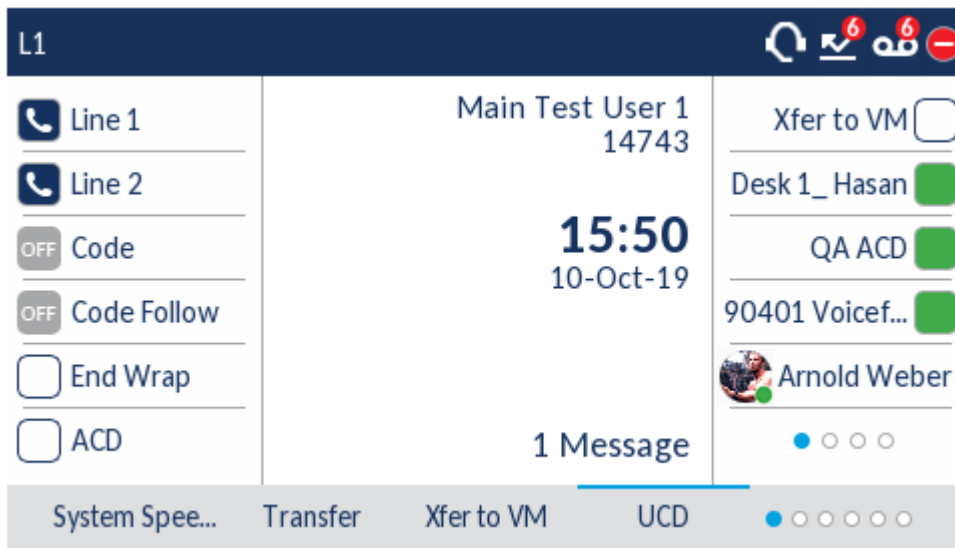 L1
6
6
Line 1
Line 2
OFF Code
OFF Code Follow
End Wrap
ACD
Main Test User 1
14743
15:50
10-Oct-19
1 Message
Xfer to VM
Desk 1_ Hasan
QA ACD
90401 Voicef...
Arnold Weber
System Spee...
Transfer
Xfer to VM
UCD